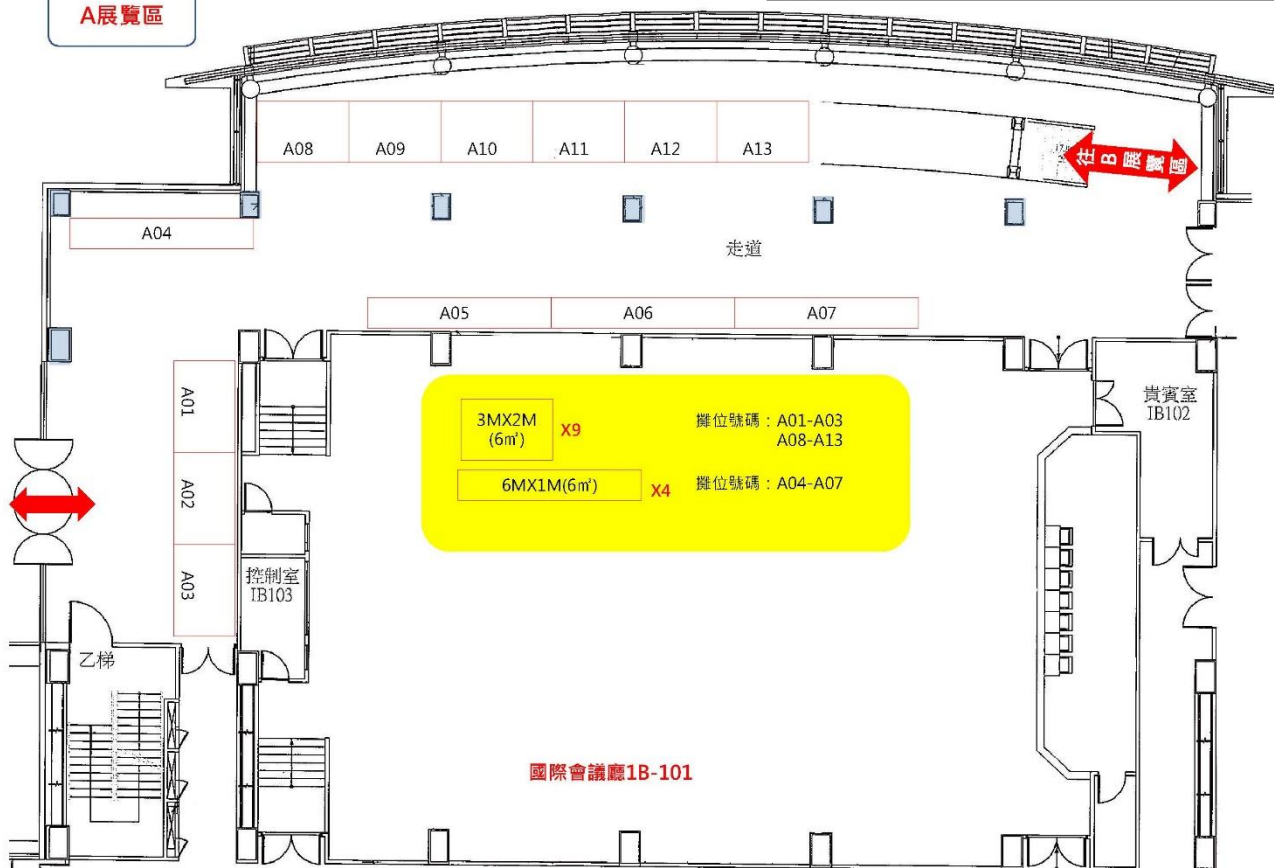 A展覽區
A08
A09
A10
A11
A12
A13
往B展覽區
A04
走道
A05
A06
A07
A01
A02
A03
3MX2M
(6㎡)
X9
攤位號碼：A01-A03
A08-A13
6MX1M(6㎡)
X4
攤位號碼：A04-A07
貴賓室
IB102
控制室
IB103
乙梯
國際會議廳1B-101